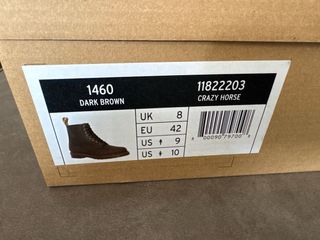 1460
DARK BROWN
11822203
CRAZY HORSE
UK 8
EU 42
US 9
US 10